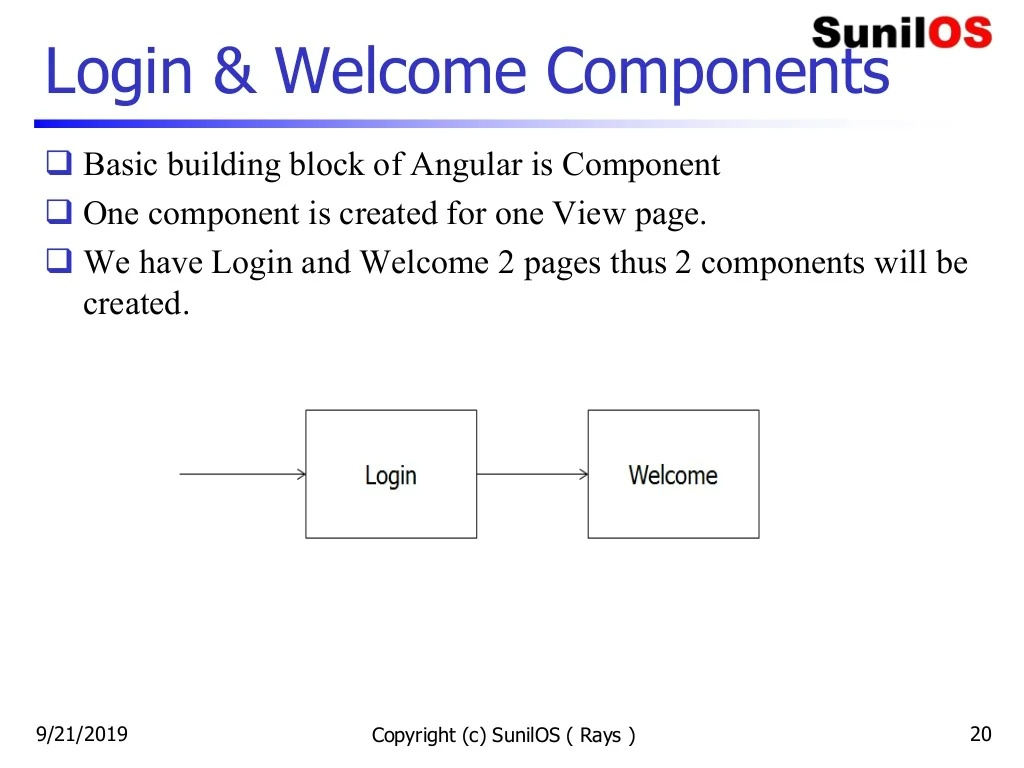 SunilOS
Login & Welcome Components
❑ Basic building block of Angular is Component
❑ One component is created for one View page.
❑ We have Login and Welcome 2 pages thus 2 components will be
created.
Login
Welcome
9/21/2019
Copyright (c) SunilOS ( Rays )
20